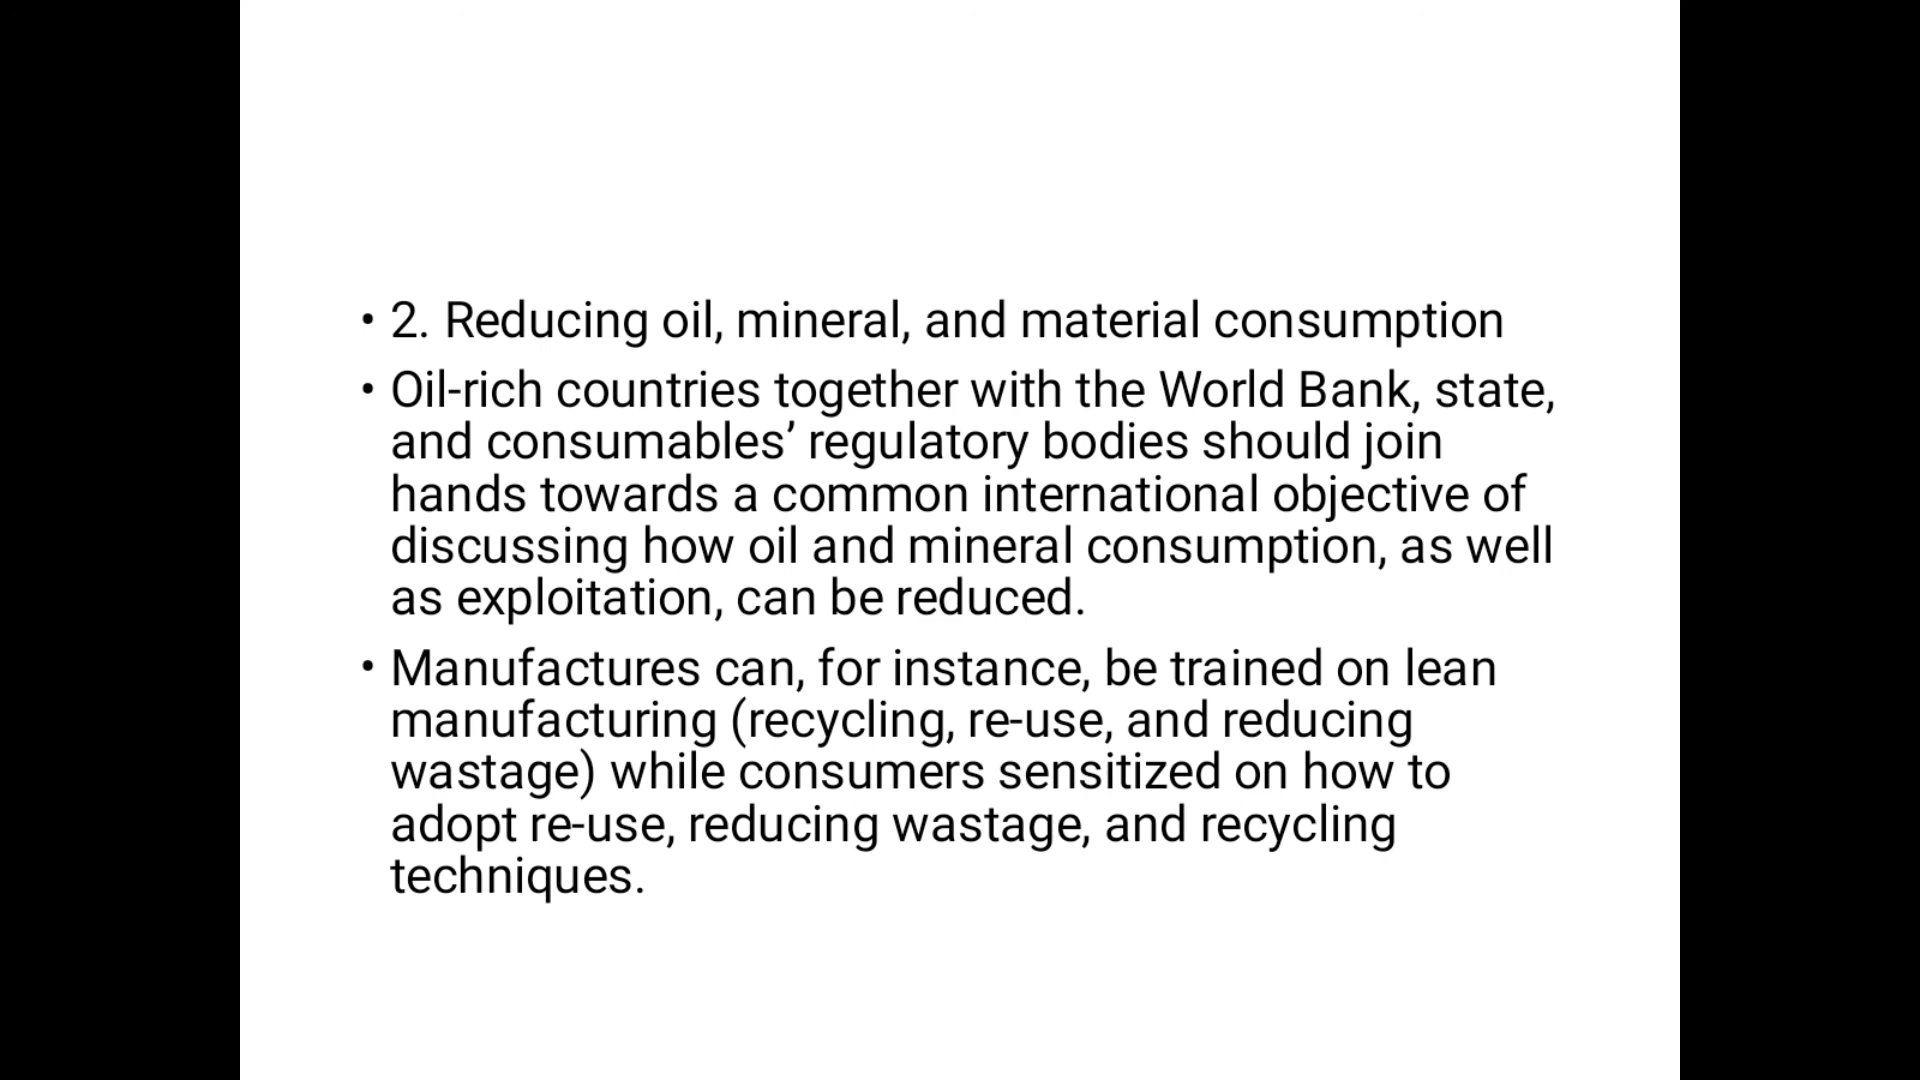 • 2. Reducing oil, mineral, and material consumption
• Oil-rich countries together with the World Bank, state,
and consumables’ regulatory bodies should join
hands towards a common international objective of
discussing how oil and mineral consumption, as well
as exploitation, can be reduced.
• Manufactures can, for instance, be trained on lean
manufacturing (recycling, re-use, and reducing
wastage) while consumers sensitized on how to
adopt re-use, reducing wastage, and recycling
techniques.